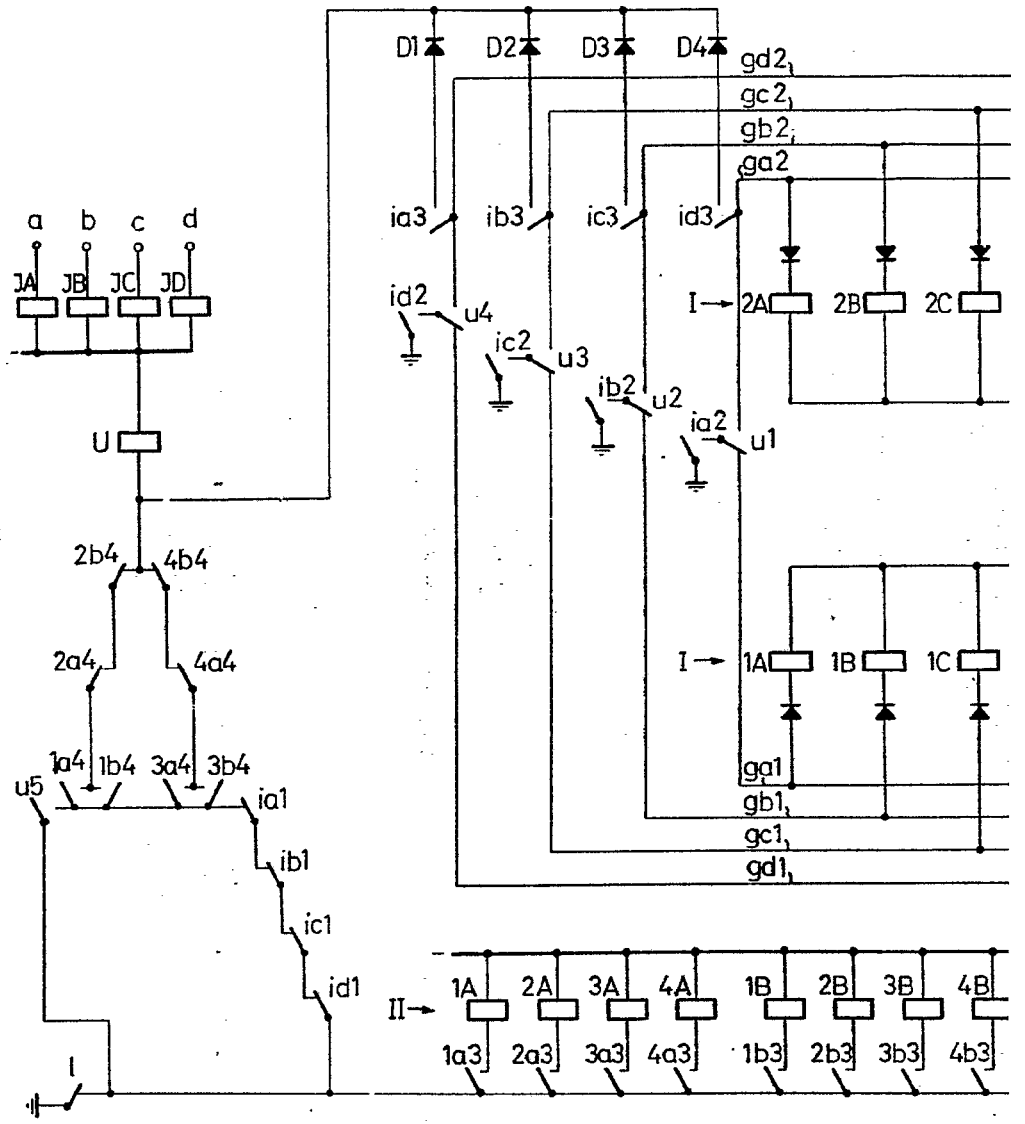 D1 D2 D3 D4
gd2
gc2
gb2
ga2
a b c d
ia3 ib3 ic3 id3
JA JB JC JD
I 2A 2B 2C
id2 u4
ic2 u3
ib2 u2
ia2 u1
U
2b4 4b4
2a4 4a4
I 1A 1B 1C
1a4 1b4 3a4 3b4
u5
ia1
ga1
gb1
gc1
gd1
ib1
ic1
id1
1A 2A 3A 4A 1B 2B 3B 4B
II
1a3 2a3 3a3 4a3 1b3 2b3 3b3 4b3
l